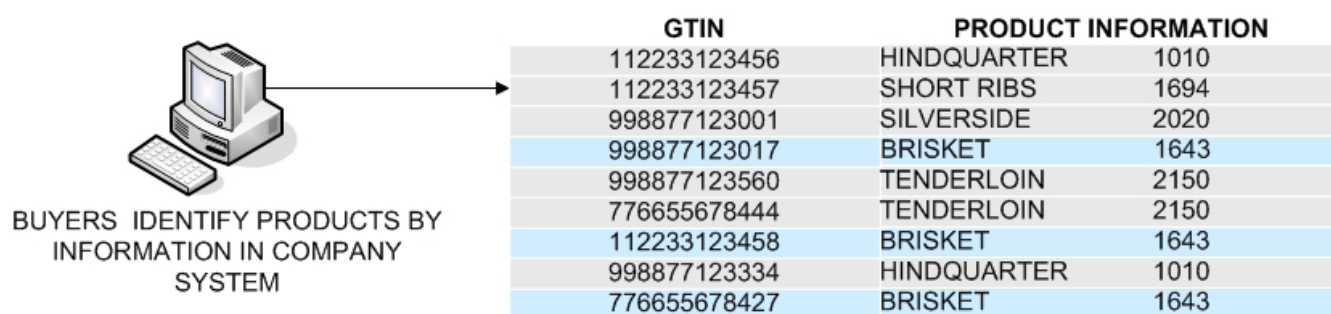 GTIN PRODUCT INFORMATION
112233123456 HINDQUARTER 1010
112233123457 SHORT RIBS 1694
998877123001 SILVERSIDE 2020
998877123017 BRISKET 1643
998877123560 TENDERLOIN 2150
776655678444 TENDERLOIN 2150
112233123458 BRISKET 1643
998877123334 HINDQUARTER 1010
776655678427 BRISKET 1643
BUYERS IDENTIFY PRODUCTS BY
INFORMATION IN COMPANY
SYSTEM